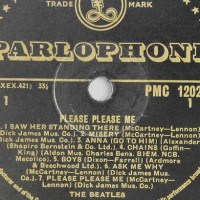 TRADE MARK
PARLOPHONE
(XEX.421) 33⅓
PMC 1202
1 1
PLEASE PLEASE ME
1. I SAW HER STANDING THERE (McCartney—Lennon)
(Dick James Mus. Co.) 2. MISERY (McCartney—Lennon)
(Dick James Mus. Co.) 3. ANNA (GO TO HIM) (Alexander)
(Shapiro Bernstein & Co. Ltd.) 4. CHAINS (Goffin—
King) (Aldon Mus. Charles Bens. BIEM. NCB.
Mecolico) 5. BOYS (Dixon—Farrell) (Ardmore
& Beechwood Ltd.) 6. ASK ME WHY
(McCartney—Lennon) (Dick James Mus.
Co.) 7. PLEASE PLEASE ME (McCartney—
Lennon) (Dick James Mus. Co.)
THE BEATLES